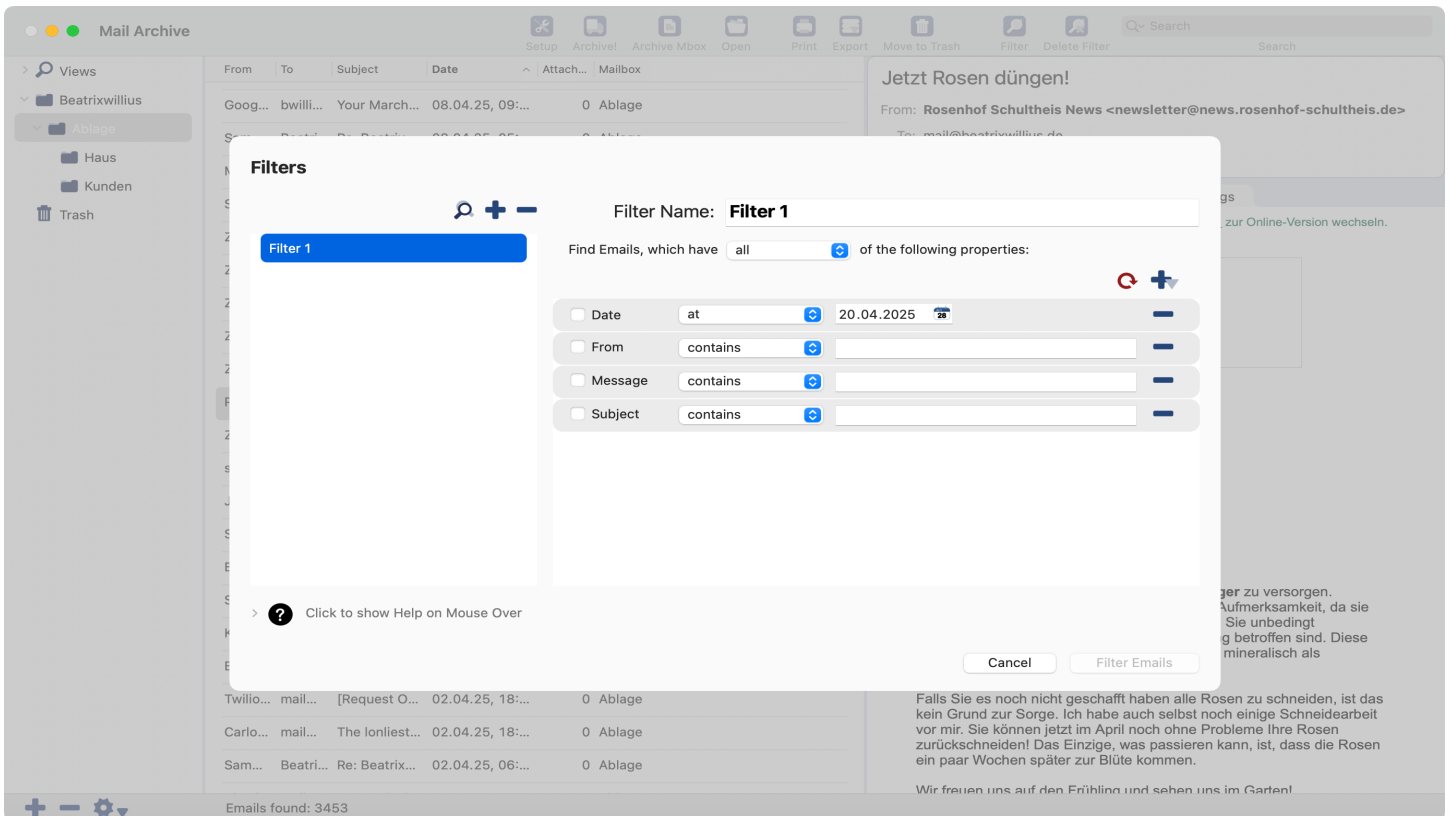 Mail Archive
Setup
Archive!
Archive Mbox
Open
Print
Export
Move to Trash
Filter
Delete Filter
Search
Search
Views
Beatrixwillius
Ablage
Haus
Kunden
Trash
From To Subject Date Attach... Mailbox
Goog... bwilli... Your March... 08.04.25, 09:... 0 Ablage
Jetzt Rosen düngen!
From: Rosenhof Schultheis News <newsletter@news.rosenhof-schultheis.de>
To: mail@beatrixwillius.de
gs
zur Online-Version wechseln.
Filters
Filter 1
Filter Name: Filter 1
Find Emails, which have all of the following properties:
Date at 20.04.2025 28
From contains
Message contains
Subject contains
? Click to show Help on Mouse Over
Cancel
Filter Emails
ger zu versorgen.
Aufmerksamkeit, da sie
Sie unbedingt
g betroffen sind. Diese
mineralisch als
Twilio... mail... [Request O... 02.04.25, 18:... 0 Ablage
Carlo... mail... The lonliest... 02.04.25, 18:... 0 Ablage
Sam... Beatri... Re: Beatrix... 02.04.25, 06:... 0 Ablage
Falls Sie es noch nicht geschafft haben alle Rosen zu schneiden, ist das
kein Grund zur Sorge. Ich habe auch selbst noch einige Schneidearbeit
vor mir. Sie können jetzt im April noch ohne Probleme Ihre Rosen
zurückschneiden! Das Einzige, was passieren kann, ist, dass die Rosen
ein paar Wochen später zur Blüte kommen.
Wir freuen uns auf den Frühling und sehen uns im Garten!
Emails found: 3453